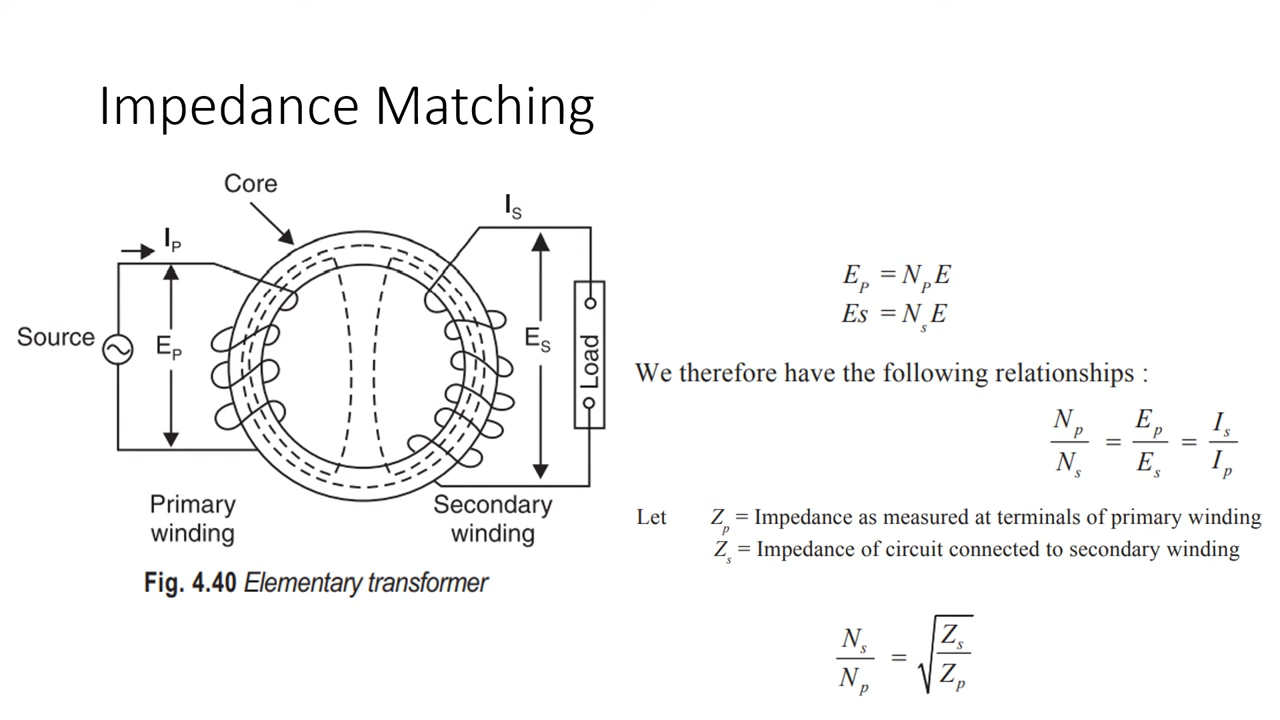 Impedance Matching
Core
I_S
I_P
Source
E_P
E_S
Load
Primary
winding
Secondary
winding
Fig. 4.40 Elementary transformer
E_p = N_p E
Es = N_s E
We therefore have the following relationships :
N_p / N_s = E_p / E_s = I_s / I_p
Let Z_p = Impedance as measured at terminals of primary winding
Z_s = Impedance of circuit connected to secondary winding
N_s / N_p = √(Z_s / Z_p)